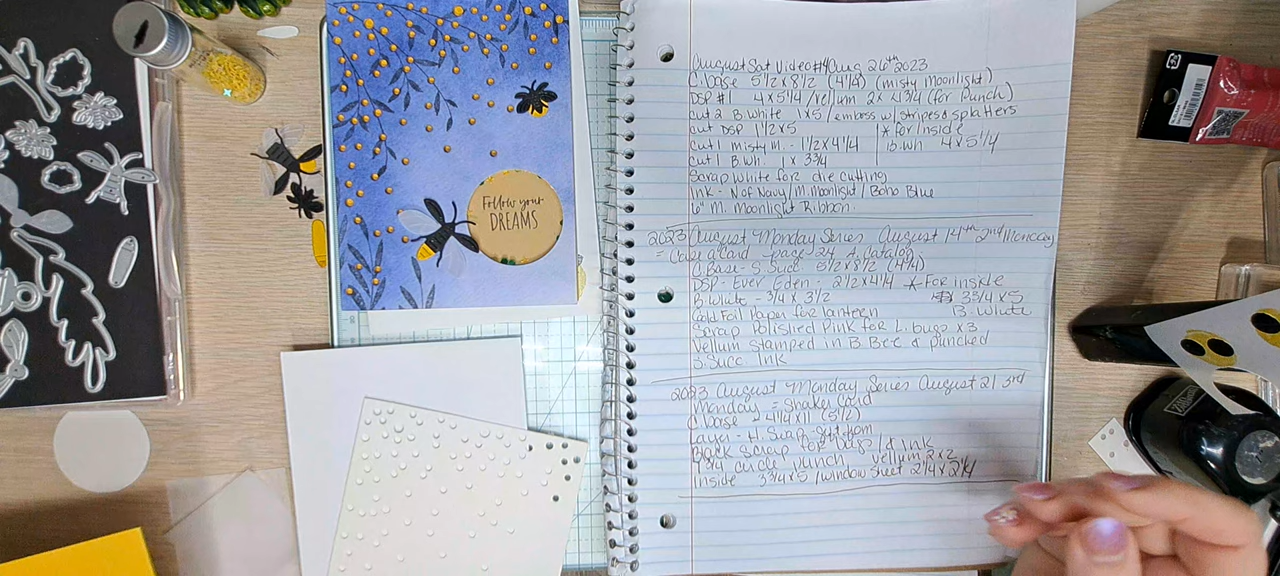 Follow your
DREAMS
August Sat Video#4 Aug 26th 2023
C. base 5 1/2 x 8 1/2 (4 1/4) (misty Moonlight)
DSP #1 4 x 5 1/4 / vellum 2 x 4 3/4 (for Punch)
cut 2 B. White 1 x 5 / emboss w/ stripes & splatters
cut DSP 1 1/2 x 5 * for inside
cut 1 misty m. - 1 1/2 x 4 1/4 b. wh 4 x 5 1/4
cut 1 B. Wh. 1 x 3 3/4
Scrap White for die cutting
Ink - N of Navy / M. Moonlight / Boho Blue
6" M. Moonlight Ribbon.
2023 August Monday Series August 14th 2nd Monday
= Case a Card - page 24 A. Catalog
C. Base - S. Succ. 5 1/2 x 8 1/2 (4 1/4)
DSP - Ever Eden - 2 1/2 x 4 1/4 * For inside
B. White - 3/4 x 3 1/2 3 3/4 x 5
Gold Foil Paper for lantern B. White
Scrap Polished Pink for L. bugs x 3
Vellum stamped in B. Bee & punched
S. Succ Ink
2023 August Monday Series August 21 3rd
Monday = Shaker Card
C. base = 4 1/4 x 11 (5 1/2)
Layer - H. Swap
Black Scrap for / d ink
circle punch vellum 2 x 2
Inside 3 3/4 x 5 / window sheet 2 1/4 x 2 1/4